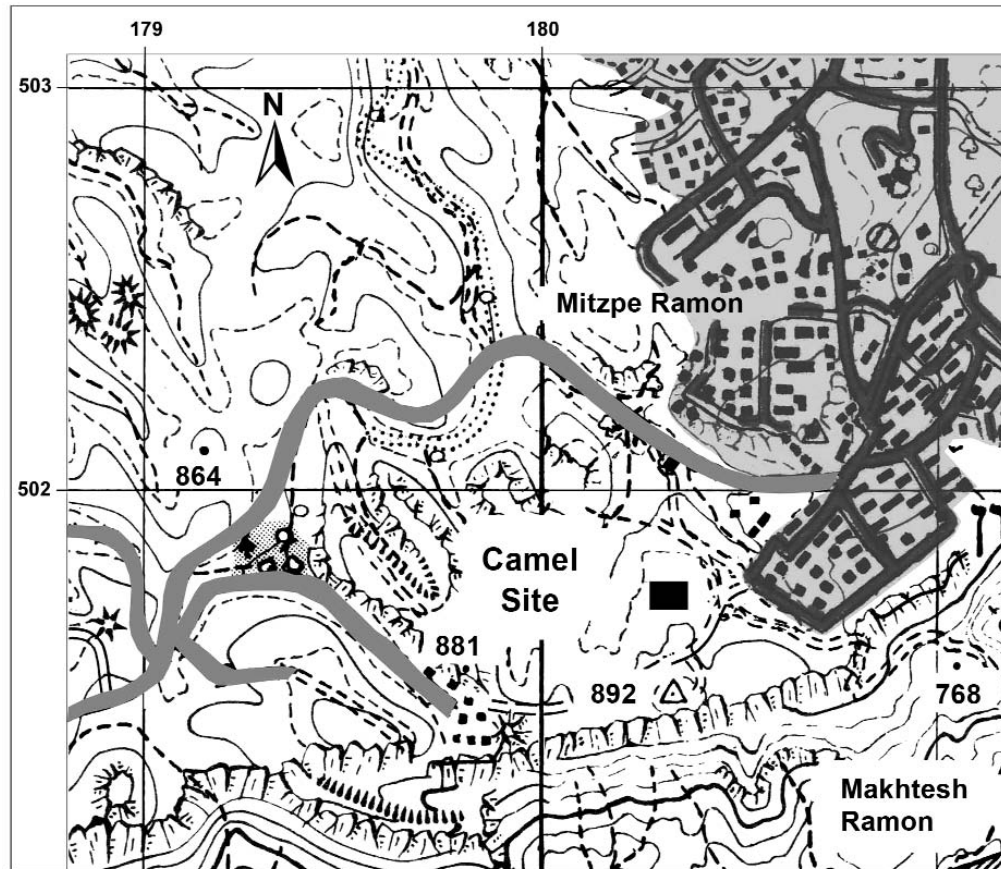 179
180
503
N
Mitzpe Ramon
864
502
Camel
Site
881
892
768
Makhtesh
Ramon